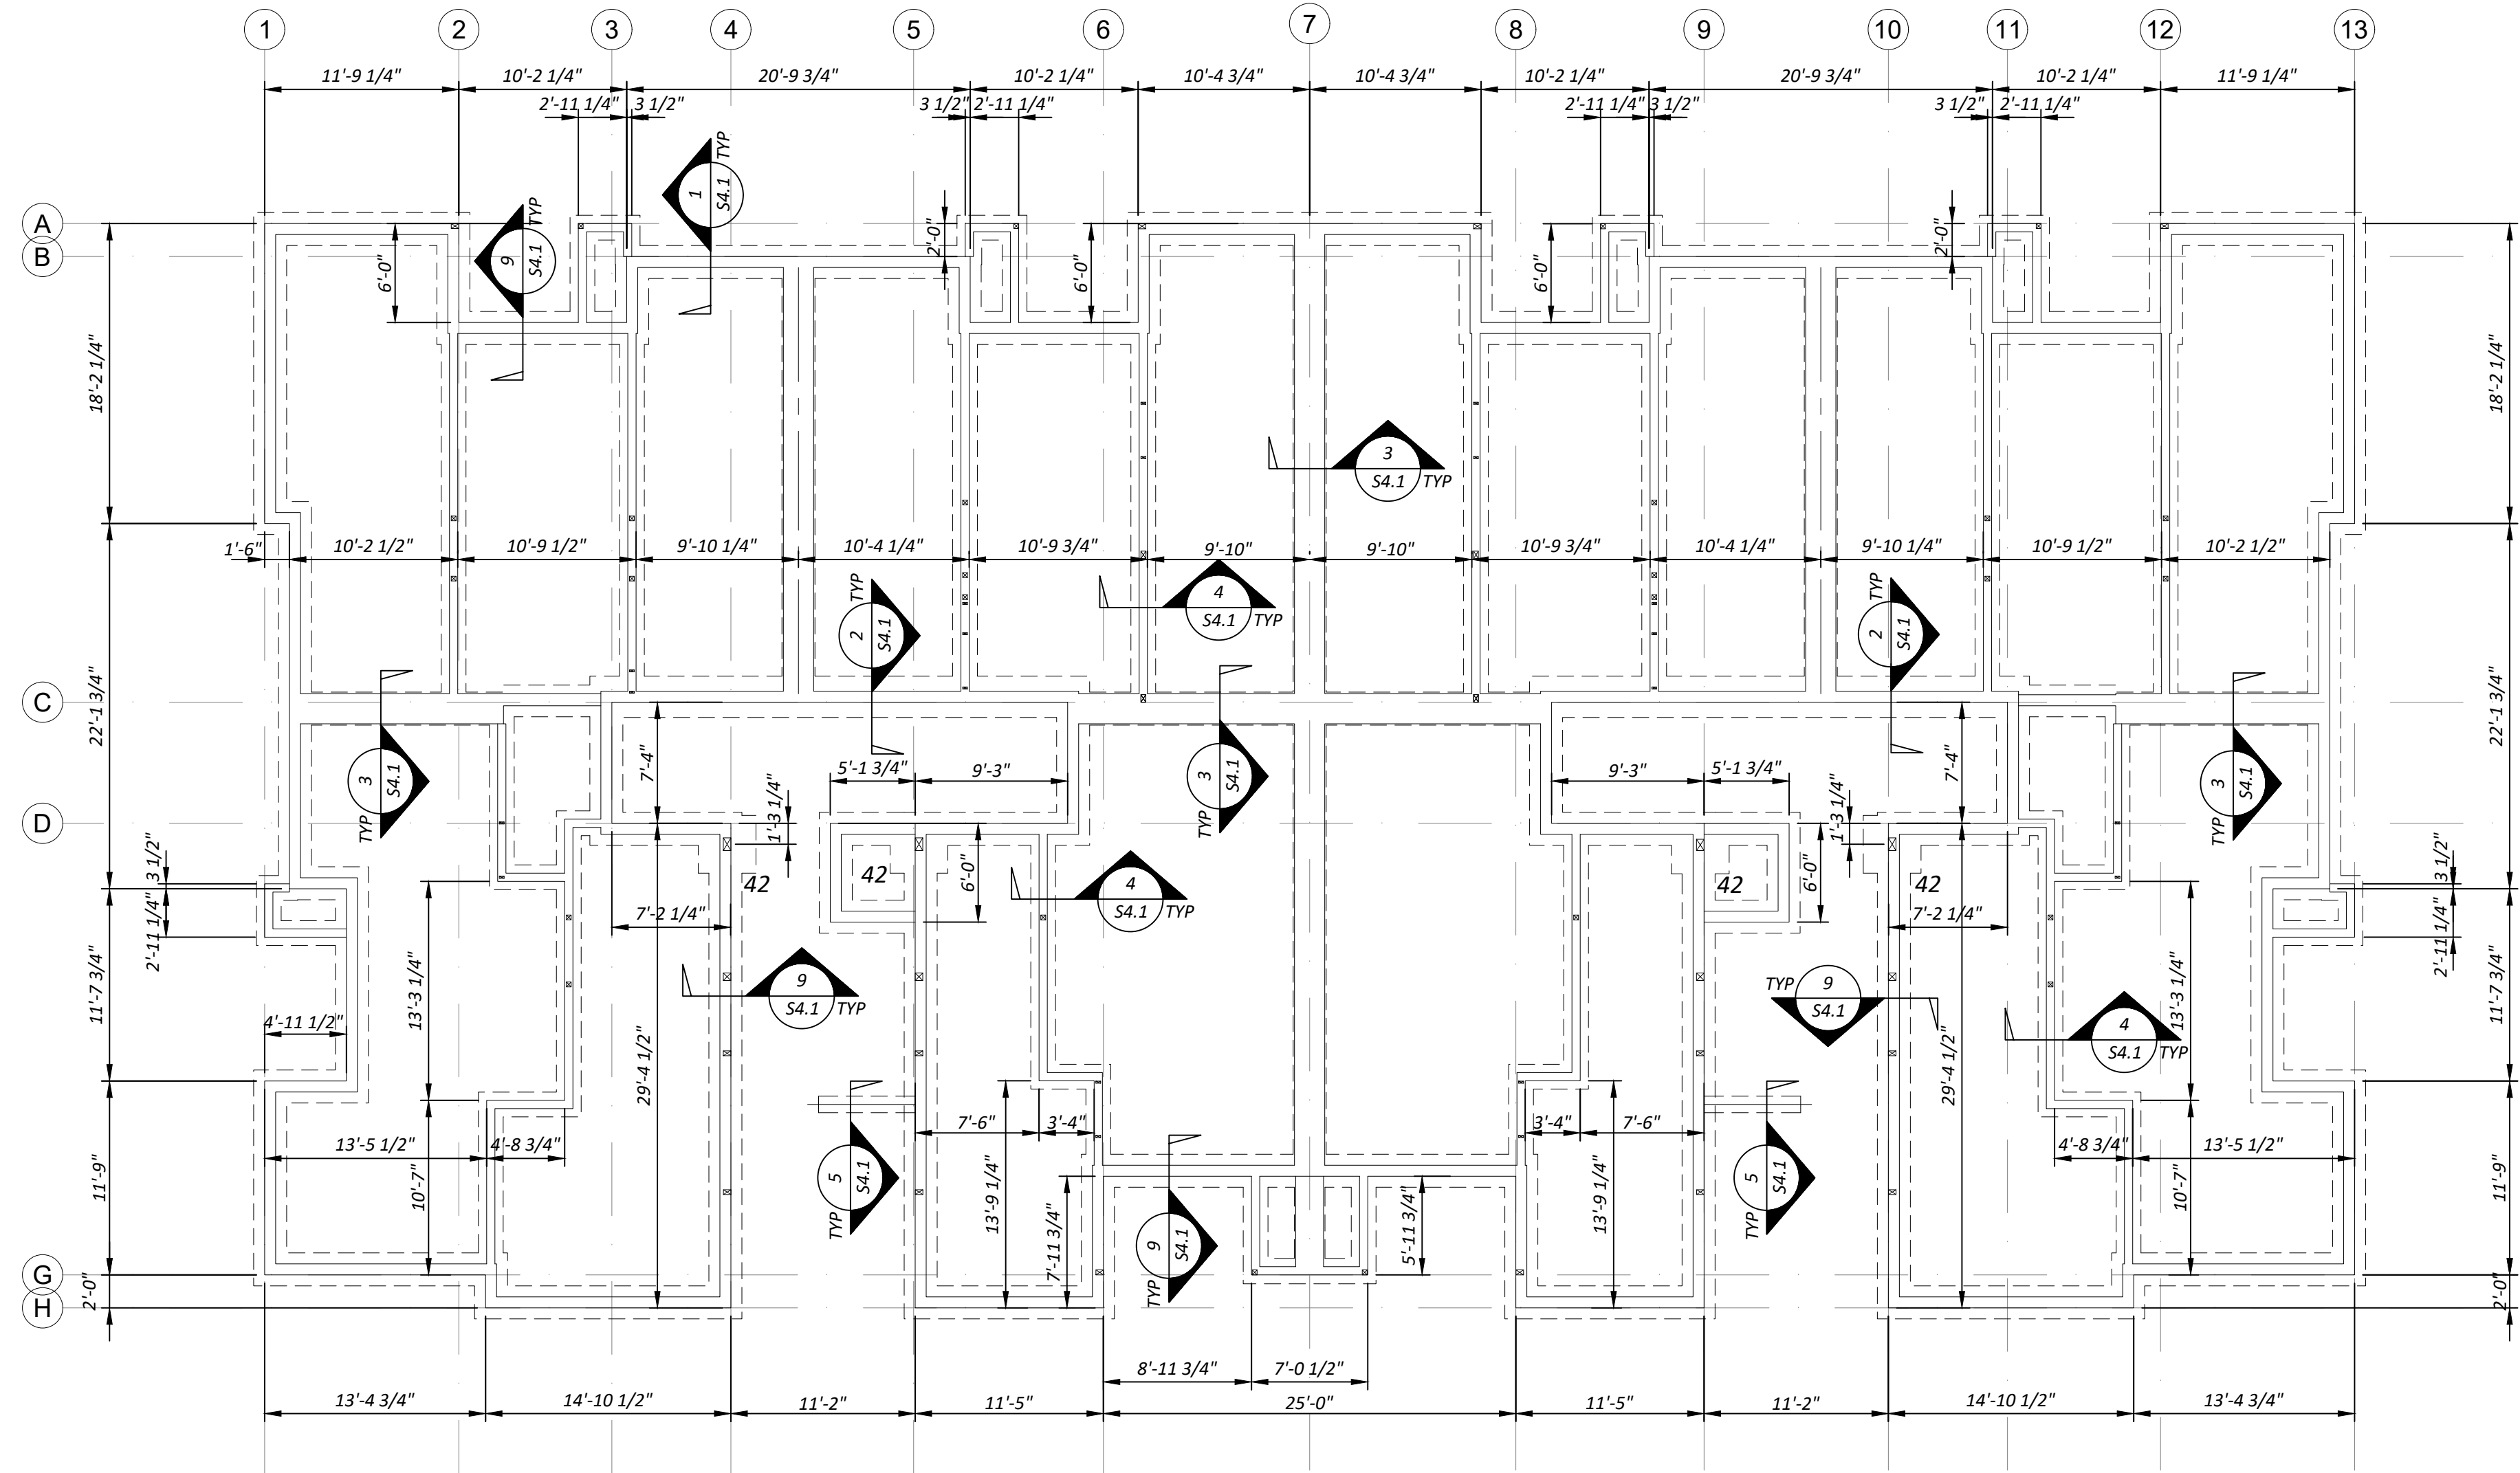 1 2 3 4 5 6 7 8 9 10 11 12 13
11'-9 1/4" 10'-2 1/4" 20'-9 3/4" 10'-2 1/4" 10'-4 3/4" 10'-4 3/4" 10'-2 1/4" 20'-9 3/4" 10'-2 1/4" 11'-9 1/4"
2'-11 1/4" 3 1/2" 3 1/2" 2'-11 1/4" 2'-11 1/4" 3 1/2" 3 1/2" 2'-11 1/4"
TYP
1
S4.1
A
B
TYP
9
S4.1
6'-0"
2'-0"
6'-0"
6'-0"
2'-0"
18'-2 1/4"
18'-2 1/4"
3
S4.1 TYP
1'-6" 10'-2 1/2" 10'-9 1/2" 9'-10 1/4" 10'-4 1/4" 10'-9 3/4" 9'-10" 9'-10" 10'-9 3/4" 10'-4 1/4" 9'-10 1/4" 10'-9 1/2" 10'-2 1/2"
TYP
2
S4.1
4
S4.1 TYP
TYP
2
S4.1
22'-1 3/4"
22'-1 3/4"
C
3
S4.1
TYP
7'-4"
5'-1 3/4" 9'-3"
1'-3 1/4"
3
S4.1
TYP
9'-3" 5'-1 3/4"
1'-3 1/4"
7'-4"
3
S4.1
TYP
D
3 1/2"
2'-11 1/4"
42
42
6'-0"
4
S4.1 TYP
42
6'-0"
42
3 1/2"
2'-11 1/4"
7'-2 1/4"
7'-2 1/4"
11'-7 3/4"
4'-11 1/2"
13'-3 1/4"
29'-4 1/2"
9
S4.1 TYP
TYP 9
S4.1
29'-4 1/2"
4
S4.1 TYP
13'-3 1/4"
11'-7 3/4"
7'-6" 3'-4"
3'-4" 7'-6"
13'-5 1/2" 4'-8 3/4"
4'-8 3/4" 13'-5 1/2"
11'-9"
10'-7"
5
S4.1
TYP
13'-9 1/4"
7'-11 3/4"
9
S4.1
TYP
5'-11 3/4"
13'-9 1/4"
5
S4.1
TYP
10'-7"
11'-9"
G
H
2'-0"
2'-0"
8'-11 3/4" 7'-0 1/2"
13'-4 3/4" 14'-10 1/2" 11'-2" 11'-5" 25'-0" 11'-5" 11'-2" 14'-10 1/2" 13'-4 3/4"